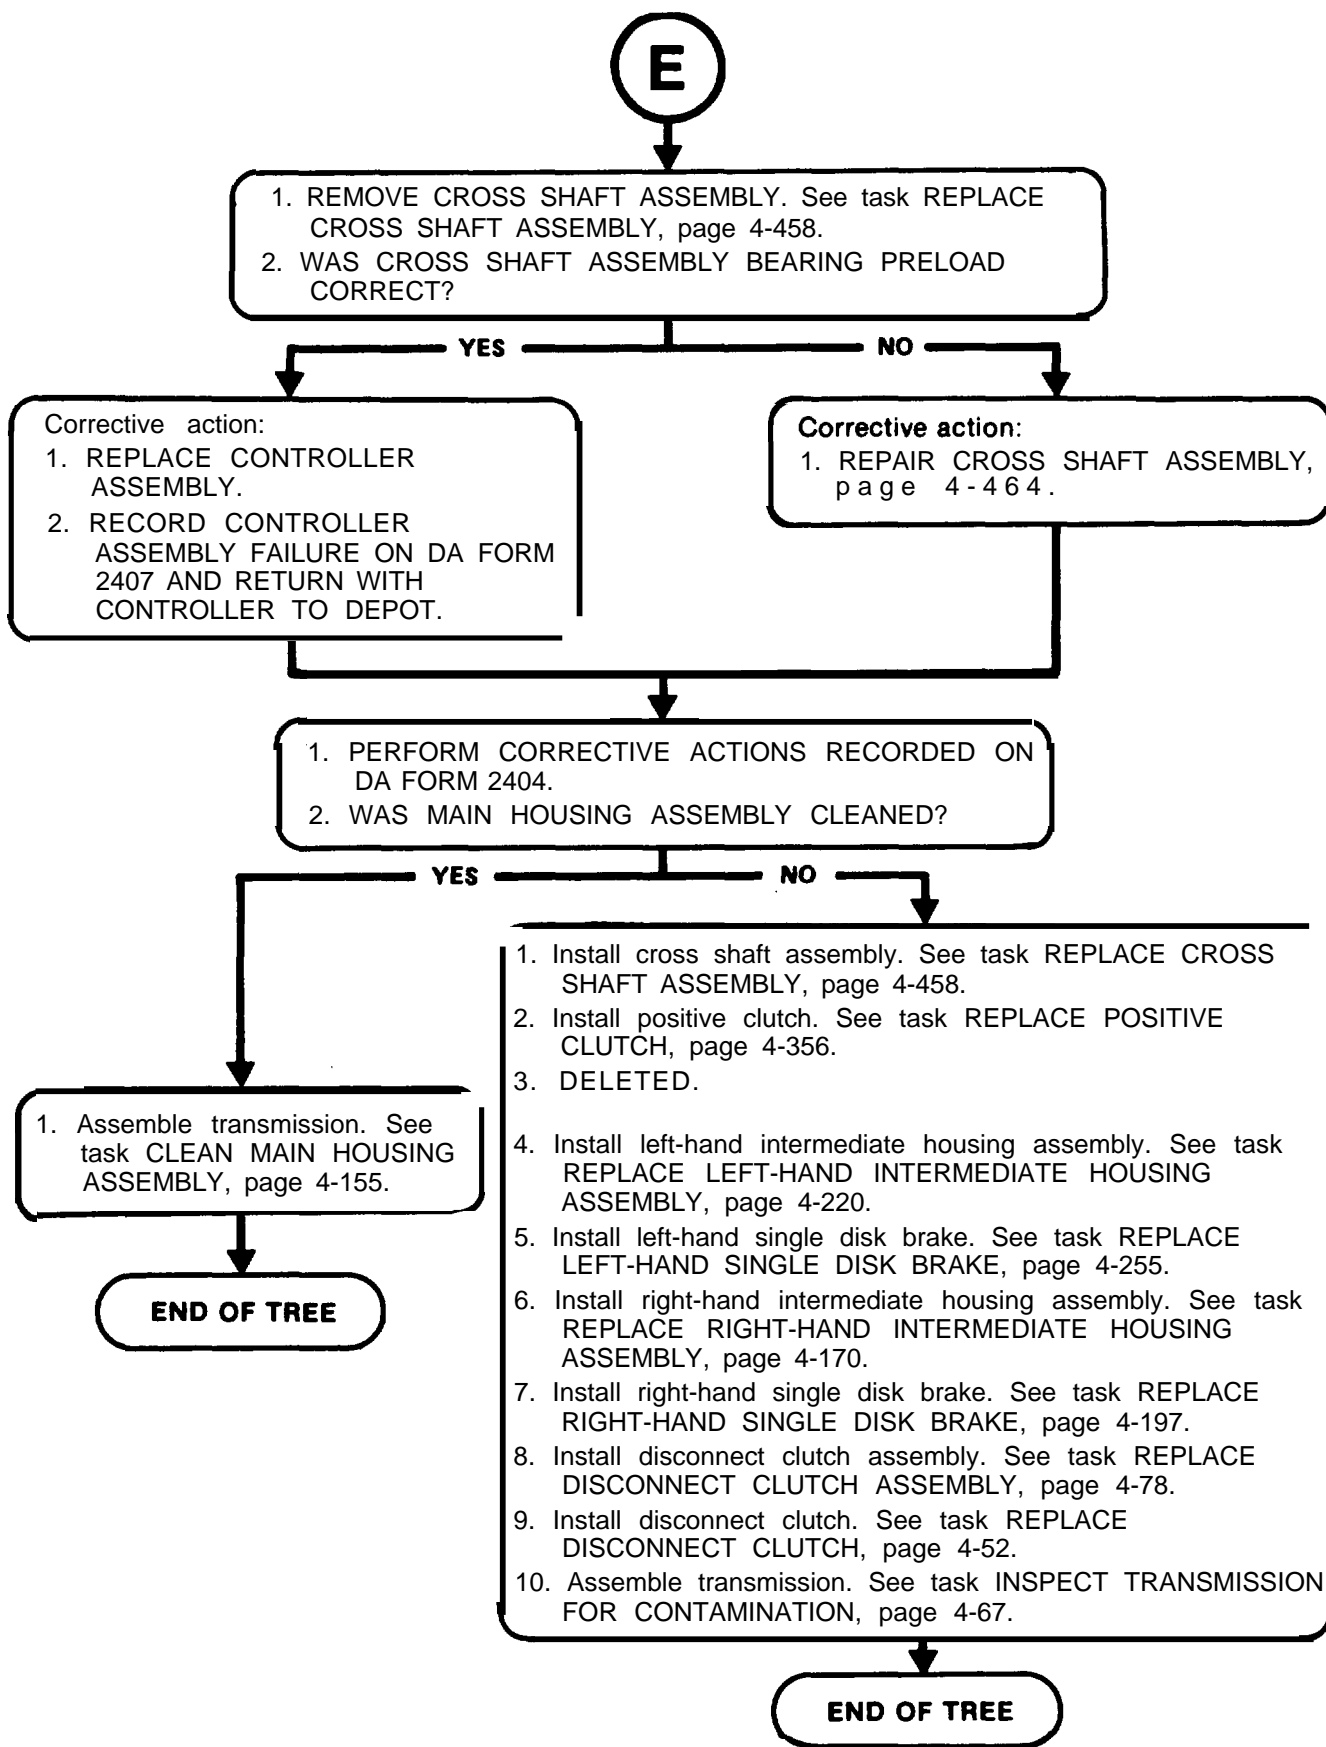 E
1. REMOVE CROSS SHAFT ASSEMBLY. See task REPLACE
CROSS SHAFT ASSEMBLY, page 4-458.
2. WAS CROSS SHAFT ASSEMBLY BEARING PRELOAD
CORRECT?
YES
NO
Corrective action:
1. REPLACE CONTROLLER
ASSEMBLY.
2. RECORD CONTROLLER
ASSEMBLY FAILURE ON DA FORM
2407 AND RETURN WITH
CONTROLLER TO DEPOT.
Corrective action:
1. REPAIR CROSS SHAFT ASSEMBLY,
page 4-464.
1. PERFORM CORRECTIVE ACTIONS RECORDED ON
DA FORM 2404.
2. WAS MAIN HOUSING ASSEMBLY CLEANED?
YES
NO
1. Assemble transmission. See
task CLEAN MAIN HOUSING
ASSEMBLY, page 4-155.
END OF TREE
1. Install cross shaft assembly. See task REPLACE CROSS
SHAFT ASSEMBLY, page 4-458.
2. Install positive clutch. See task REPLACE POSITIVE
CLUTCH, page 4-356.
3. DELETED.
4. Install left-hand intermediate housing assembly. See task
REPLACE LEFT-HAND INTERMEDIATE HOUSING
ASSEMBLY, page 4-220.
5. Install left-hand single disk brake. See task REPLACE
LEFT-HAND SINGLE DISK BRAKE, page 4-255.
6. Install right-hand intermediate housing assembly. See task
REPLACE RIGHT-HAND INTERMEDIATE HOUSING
ASSEMBLY, page 4-170.
7. Install right-hand single disk brake. See task REPLACE
RIGHT-HAND SINGLE DISK BRAKE, page 4-197.
8. Install disconnect clutch assembly. See task REPLACE
DISCONNECT CLUTCH ASSEMBLY, page 4-78.
9. Install disconnect clutch. See task REPLACE
DISCONNECT CLUTCH, page 4-52.
10. Assemble transmission. See task INSPECT TRANSMISSION
FOR CONTAMINATION, page 4-67.
END OF TREE